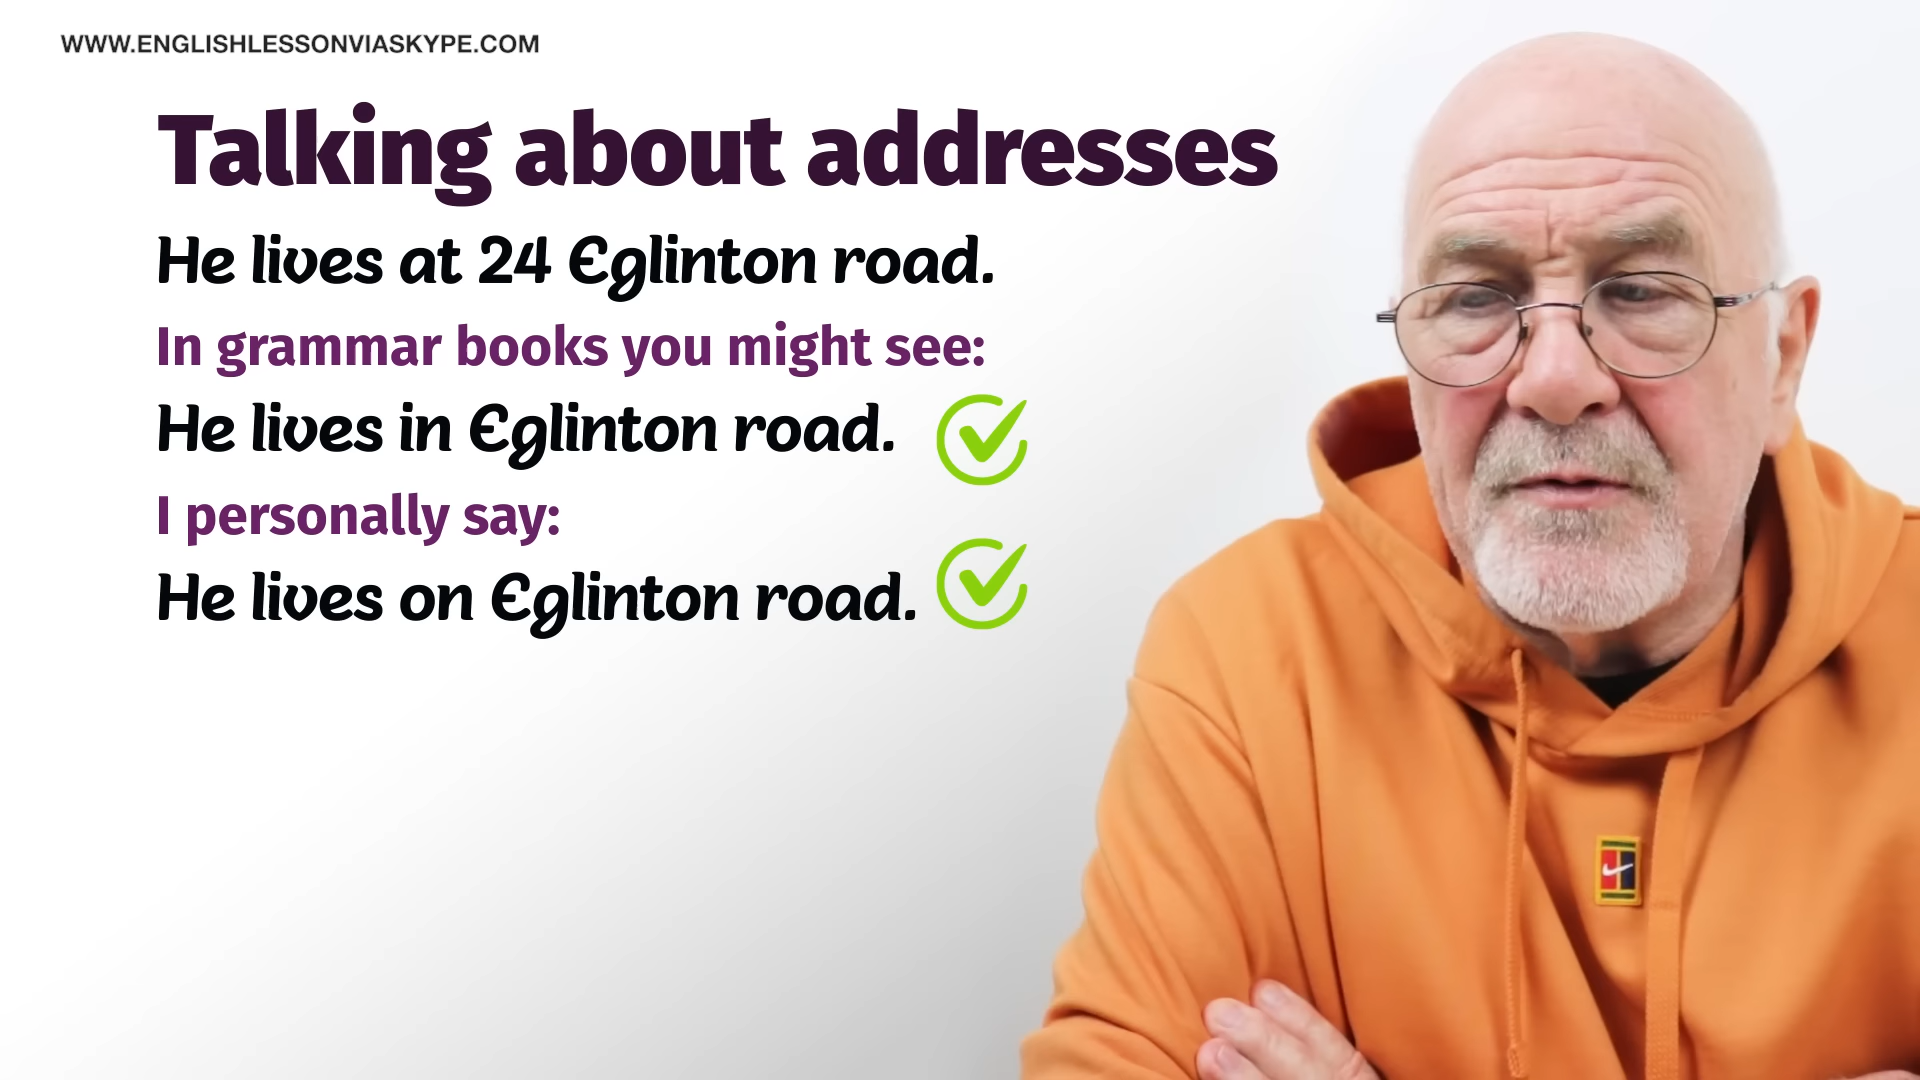 WWW.ENGLISHLESSONVIASKYPE.COM
Talking about addresses
He lives at 24 Eglinton road.
In grammar books you might see:
He lives in Eglinton road.
I personally say:
He lives on Eglinton road.